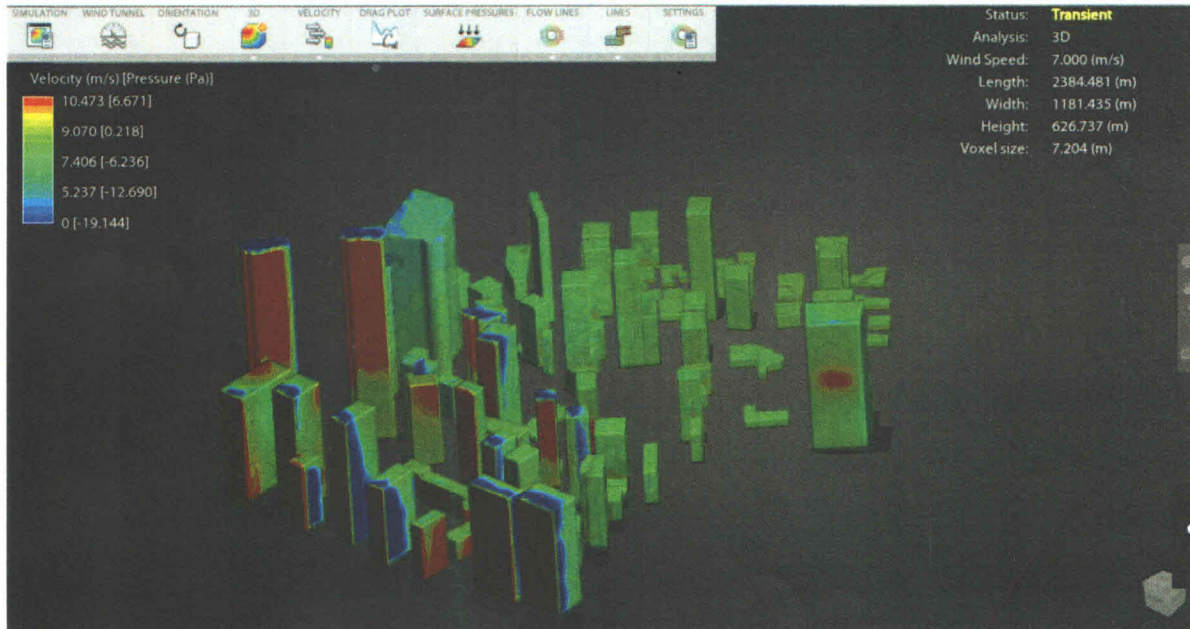 SIMULATION WIND TUNNEL ORIENTATION 3D VELOCITY DRAG PLOT SURFACE PRESSURES FLOW LINES LINES SETTINGS
Velocity (m/s) [Pressure (Pa)]
10.473 [6.671]
9.070 [0.218]
7.406 [-6.236]
5.237 [-12.690]
0 [-19.144]
Status: Transient
Analysis: 3D
Wind Speed: 7.000 (m/s)
Length: 2384.481 (m)
Width: 1181.435 (m)
Height: 626.737 (m)
Voxel size: 7.204 (m)